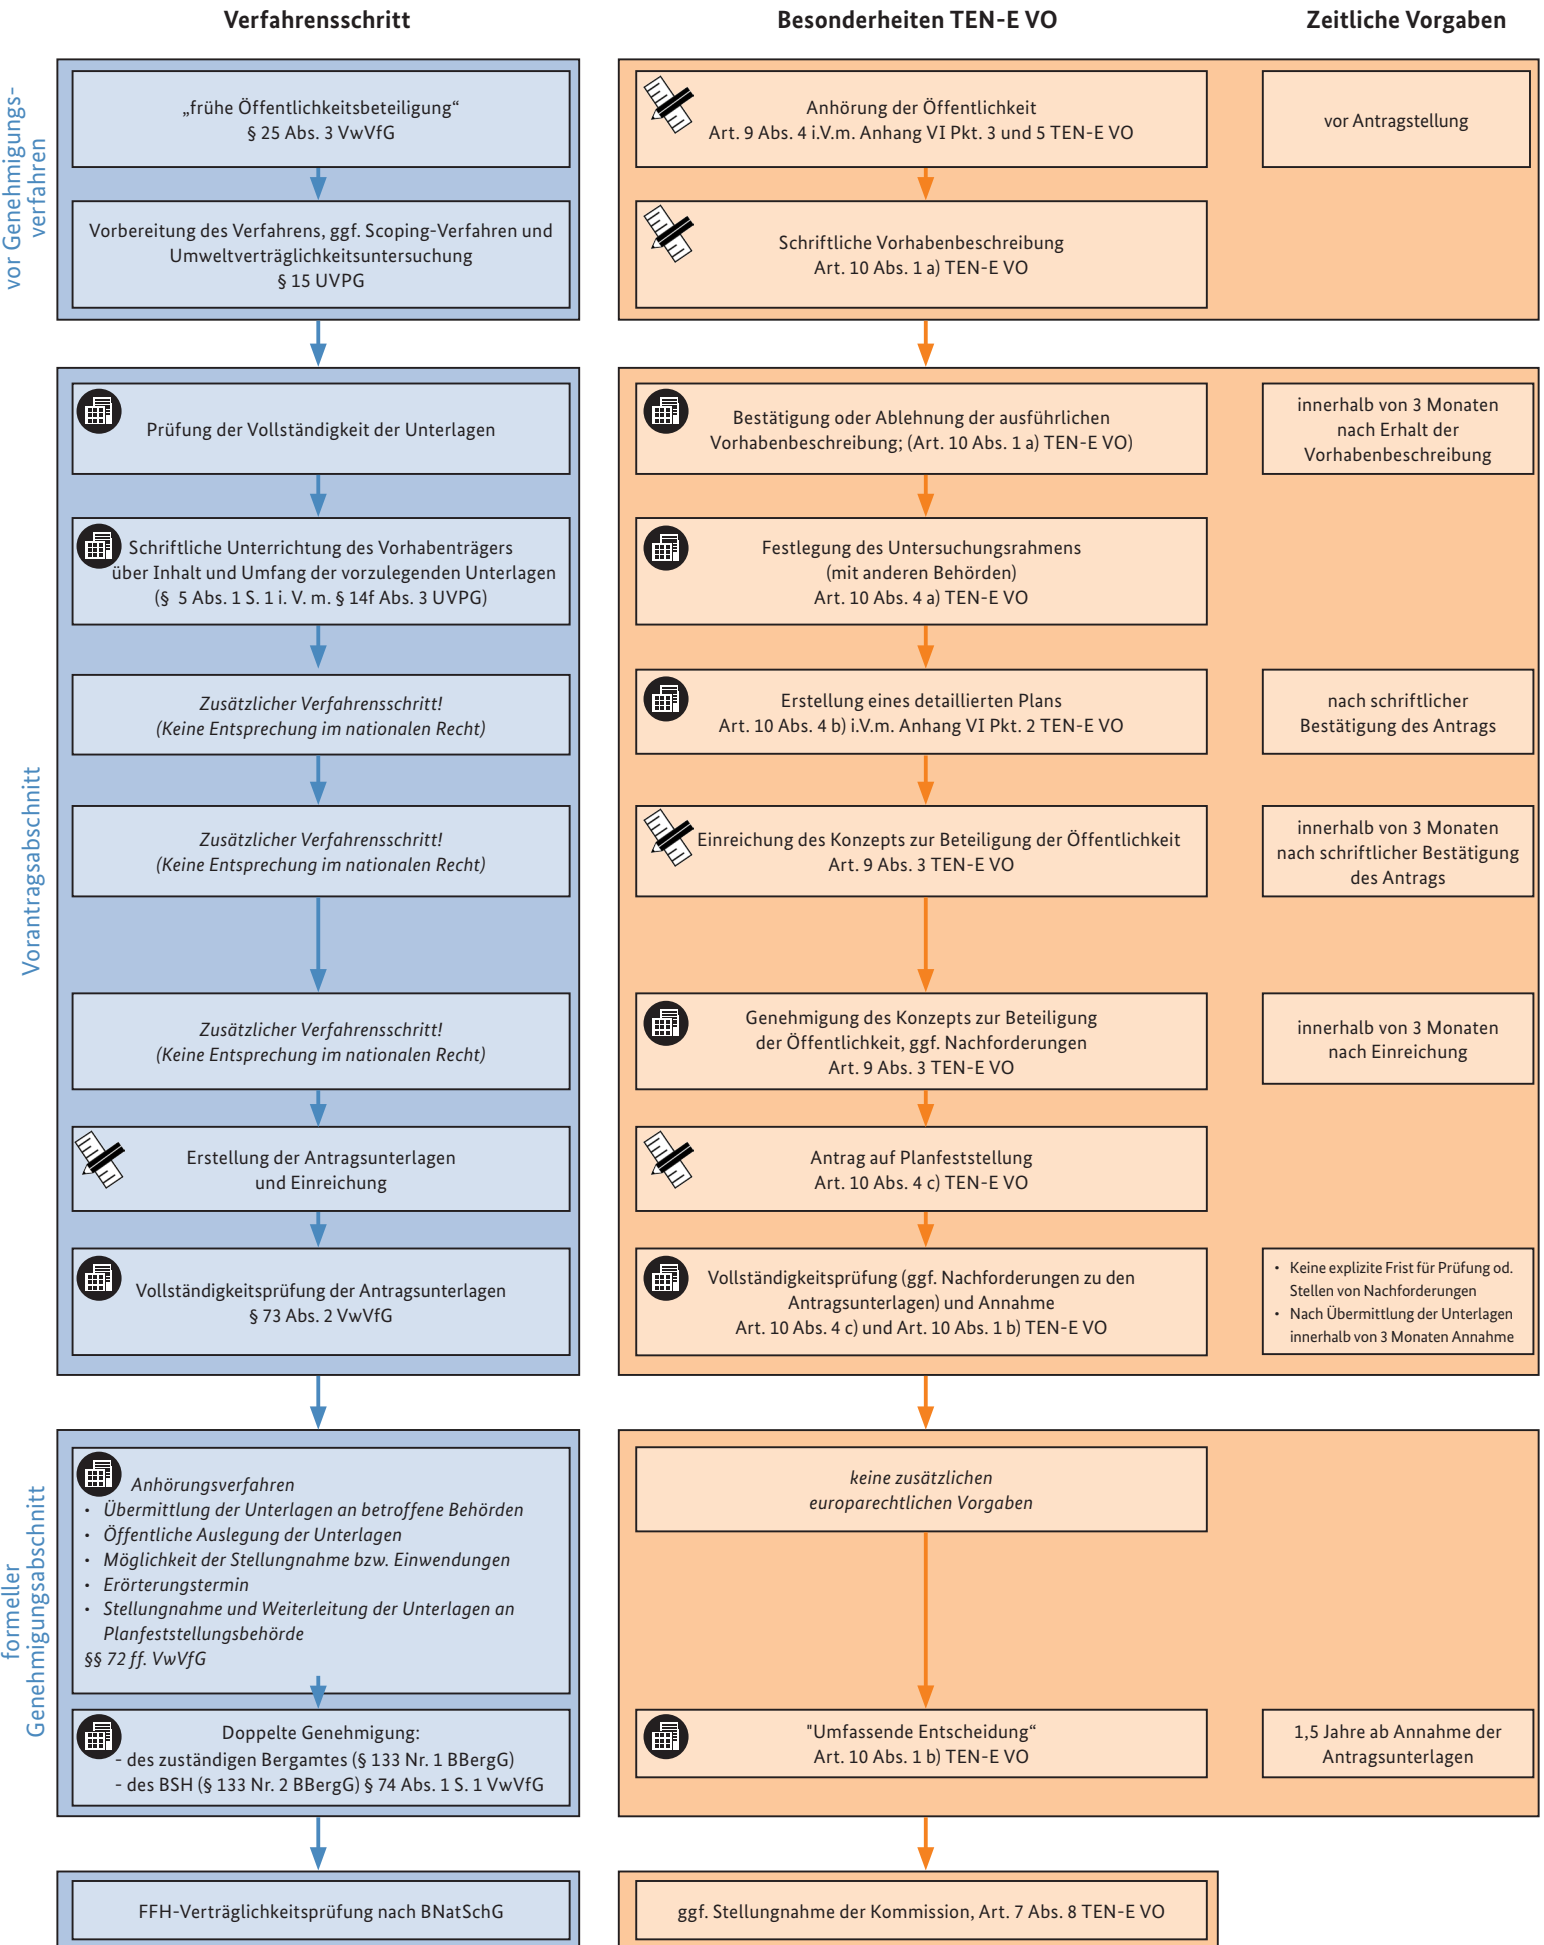 Verfahrensschritt
Besonderheiten TEN-E VO
Zeitliche Vorgaben
vor Genehmigungs-
verfahren
„frühe Öffentlichkeitsbeteiligung“
§ 25 Abs. 3 VwVfG
Anhörung der Öffentlichkeit
Art. 9 Abs. 4 i.V.m. Anhang VI Pkt. 3 und 5 TEN-E VO
vor Antragstellung
Vorbereitung des Verfahrens, ggf. Scoping-Verfahren und
Umweltverträglichkeitsuntersuchung
§ 15 UVPG
Schriftliche Vorhabenbeschreibung
Art. 10 Abs. 1 a) TEN-E VO
Vorantragsabschnitt
Prüfung der Vollständigkeit der Unterlagen
Bestätigung oder Ablehnung der ausführlichen
Vorhabenbeschreibung; (Art. 10 Abs. 1 a) TEN-E VO)
innerhalb von 3 Monaten
nach Erhalt der
Vorhabenbeschreibung
Schriftliche Unterrichtung des Vorhabenträgers
über Inhalt und Umfang der vorzulegenden Unterlagen
(§ 5 Abs. 1 S. 1 i. V. m. § 14f Abs. 3 UVPG)
Festlegung des Untersuchungsrahmens
(mit anderen Behörden)
Art. 10 Abs. 4 a) TEN-E VO
Zusätzlicher Verfahrensschritt!
(Keine Entsprechung im nationalen Recht)
Erstellung eines detaillierten Plans
Art. 10 Abs. 4 b) i.V.m. Anhang VI Pkt. 2 TEN-E VO
nach schriftlicher
Bestätigung des Antrags
Zusätzlicher Verfahrensschritt!
(Keine Entsprechung im nationalen Recht)
Einreichung des Konzepts zur Beteiligung der Öffentlichkeit
Art. 9 Abs. 3 TEN-E VO
innerhalb von 3 Monaten
nach schriftlicher Bestätigung
des Antrags
Zusätzlicher Verfahrensschritt!
(Keine Entsprechung im nationalen Recht)
Genehmigung des Konzepts zur Beteiligung
der Öffentlichkeit, ggf. Nachforderungen
Art. 9 Abs. 3 TEN-E VO
innerhalb von 3 Monaten
nach Einreichung
Erstellung der Antragsunterlagen
und Einreichung
Antrag auf Planfeststellung
Art. 10 Abs. 4 c) TEN-E VO
Vollständigkeitsprüfung der Antragsunterlagen
§ 73 Abs. 2 VwVfG
Vollständigkeitsprüfung (ggf. Nachforderungen zu den
Antragsunterlagen) und Annahme
Art. 10 Abs. 4 c) und Art. 10 Abs. 1 b) TEN-E VO
• Keine explizite Frist für Prüfung od.
Stellen von Nachforderungen
• Nach Übermittlung der Unterlagen
innerhalb von 3 Monaten Annahme
formeller
Genehmigungsabschnitt
Anhörungsverfahren
• Übermittlung der Unterlagen an betroffene Behörden
• Öffentliche Auslegung der Unterlagen
• Möglichkeit der Stellungnahme bzw. Einwendungen
• Erörterungstermin
• Stellungnahme und Weiterleitung der Unterlagen an
Planfeststellungsbehörde
§§ 72 ff. VwVfG
keine zusätzlichen
europarechtlichen Vorgaben
Doppelte Genehmigung:
- des zuständigen Bergamtes (§ 133 Nr. 1 BBergG)
- des BSH (§ 133 Nr. 2 BBergG) § 74 Abs. 1 S. 1 VwVfG
"Umfassende Entscheidung“
Art. 10 Abs. 1 b) TEN-E VO
1,5 Jahre ab Annahme der
Antragsunterlagen
FFH-Verträglichkeitsprüfung nach BNatSchG
ggf. Stellungnahme der Kommission, Art. 7 Abs. 8 TEN-E VO